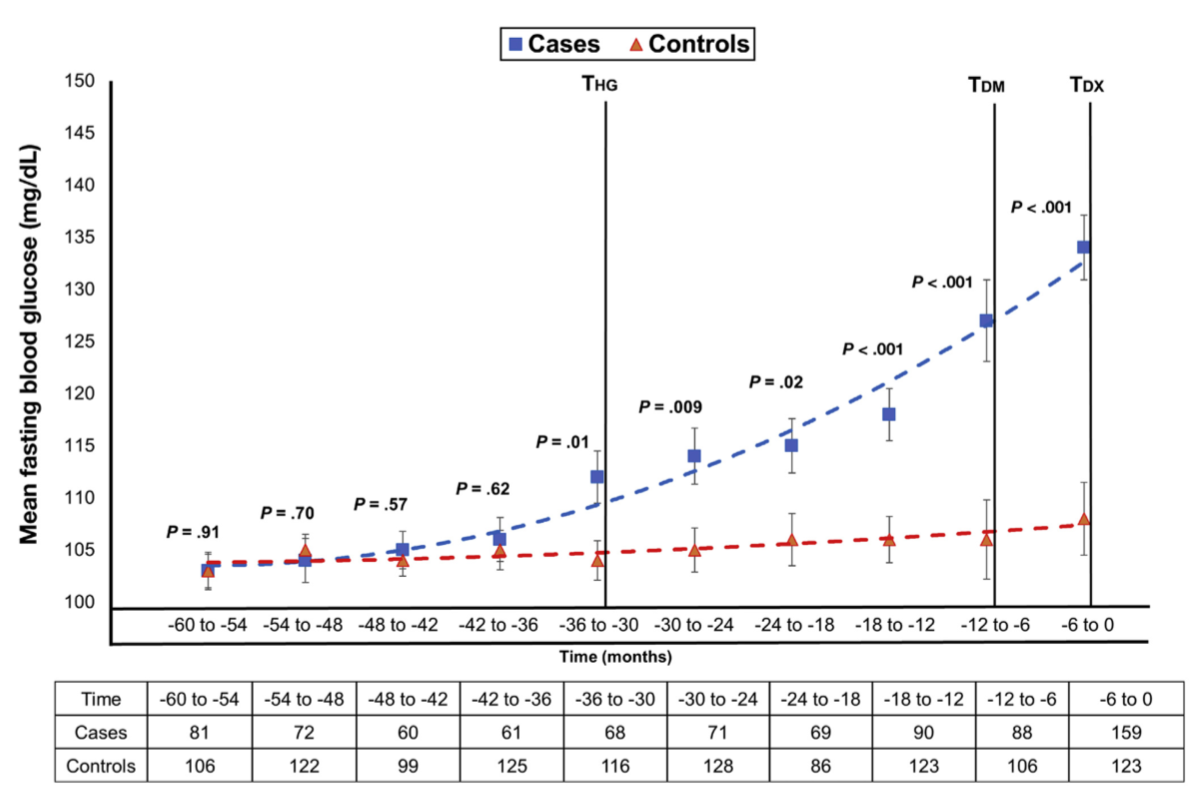 Cases Controls
THG TDM TDX
150
145
140
135
130
125
120
115
110
105
100
Mean fasting blood glucose (mg/dL)
P = .91
P = .70
P = .57
P = .62
P = .01
P = .009
P = .02
P < .001
P < .001
P < .001
-60 to -54 -54 to -48 -48 to -42 -42 to -36 -36 to -30 -30 to -24 -24 to -18 -18 to -12 -12 to -6 -6 to 0
Time (months)
Time -60 to -54 -54 to -48 -48 to -42 -42 to -36 -36 to -30 -30 to -24 -24 to -18 -18 to -12 -12 to -6 -6 to 0
Cases 81 72 60 61 68 71 69 90 88 159
Controls 106 122 99 125 116 128 86 123 106 123